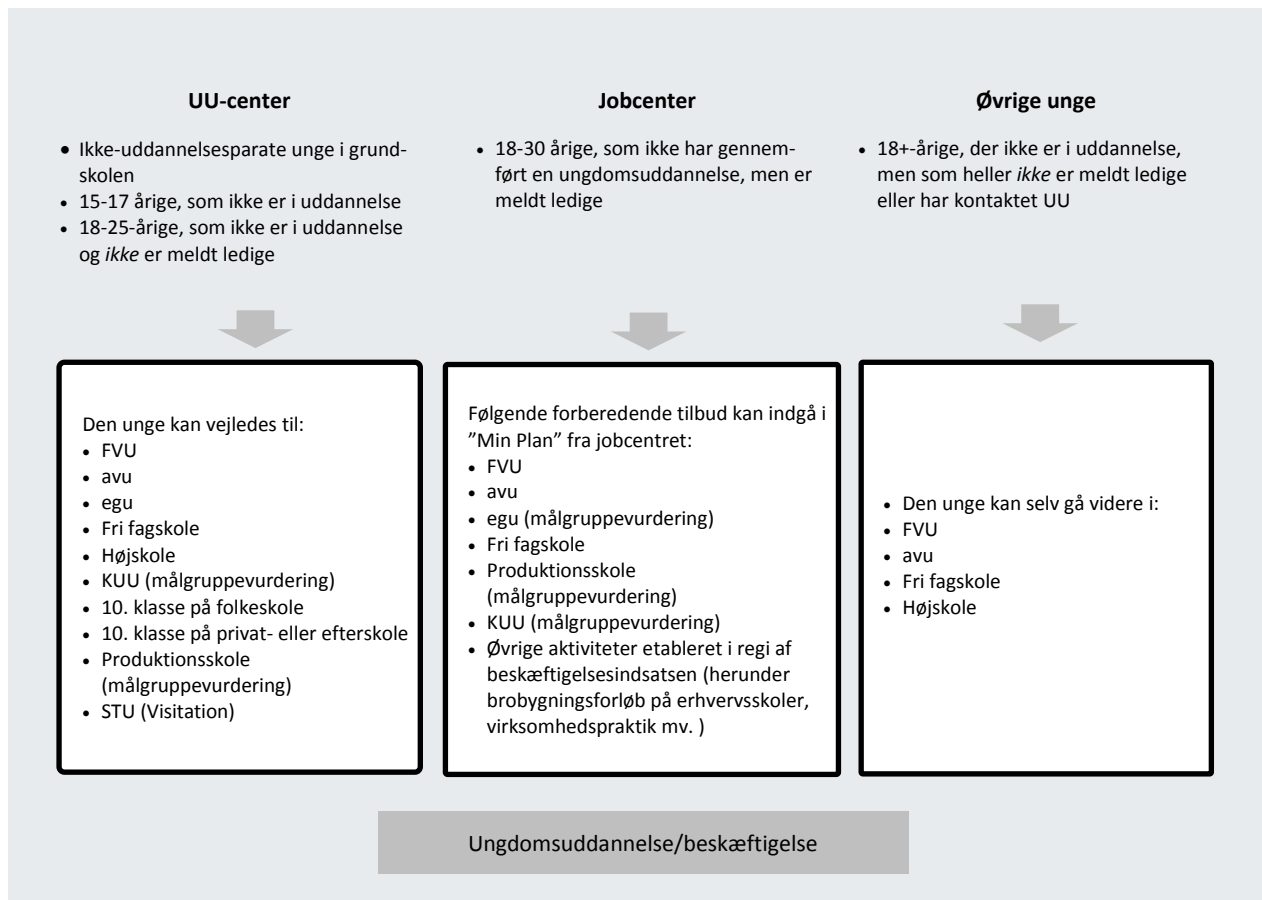 UU-center
• Ikke-uddannelsesparate unge i grund-
skolen
• 15-17 årige, som ikke er i uddannelse
• 18-25-årige, som ikke er i uddannelse
og ikke er meldt ledige
Den unge kan vejledes til:
• FVU
• avu
• egu
• Fri fagskole
• Højskole
• KUU (målgruppevurdering)
• 10. klasse på folkeskole
• 10. klasse på privat- eller efterskole
• Produktionsskole
(målgruppevurdering)
• STU (Visitation)
Jobcenter
• 18-30 årige, som ikke har gennem-
ført en ungdomsuddannelse, men er
meldt ledige
Følgende forberedende tilbud kan indgå i
”Min Plan” fra jobcentret:
• FVU
• avu
• egu (målgruppevurdering)
• Fri fagskole
• Produktionsskole
(målgruppevurdering)
• KUU (målgruppevurdering)
• Øvrige aktiviteter etableret i regi af
beskæftigelsesindsatsen (herunder
brobygningsforløb på erhvervsskoler,
virksomhedspraktik mv. )
Øvrige unge
• 18+-årige, der ikke er i uddannelse,
men som heller ikke er meldt ledige
eller har kontaktet UU
• Den unge kan selv gå videre i:
• FVU
• avu
• Fri fagskole
• Højskole
Ungdomsuddannelse/beskæftigelse